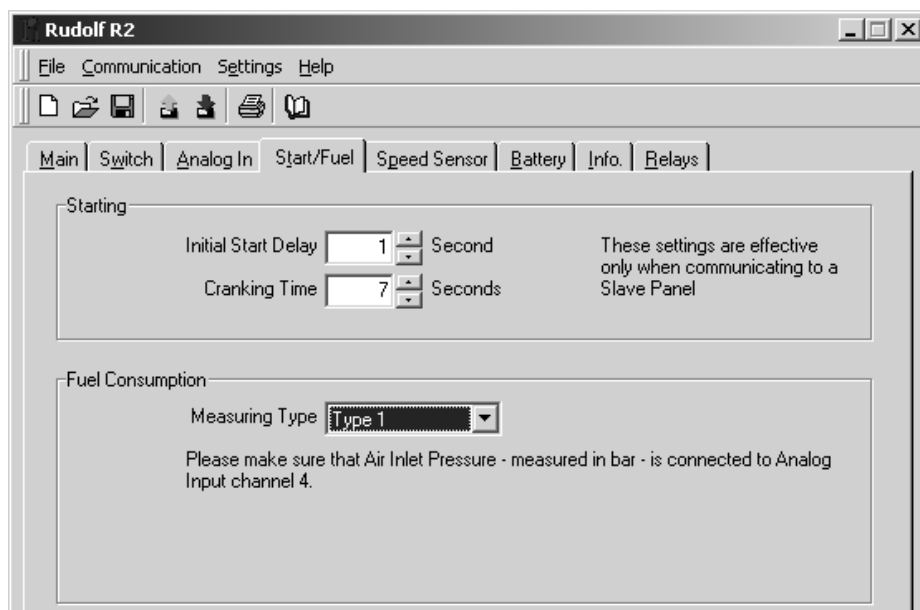 Rudolf R2
File Communication Settings Help
Main Switch Analog In Start/Fuel Speed Sensor Battery Info. Relays
Starting
Initial Start Delay 1 Second
Cranking Time 7 Seconds
These settings are effective
only when communicating to a
Slave Panel
Fuel Consumption
Measuring Type Type 1
Please make sure that Air Inlet Pressure - measured in bar - is connected to Analog
Input channel 4.